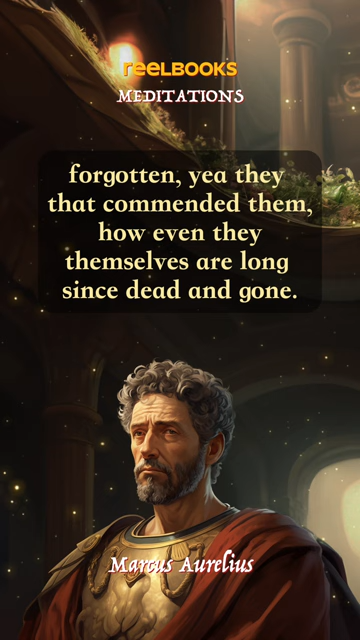 reelBOOKS
MEDITATIONS
forgotten, yea they
that commended them,
how even they
themselves are long
since dead and gone.
Marcus Aurelius